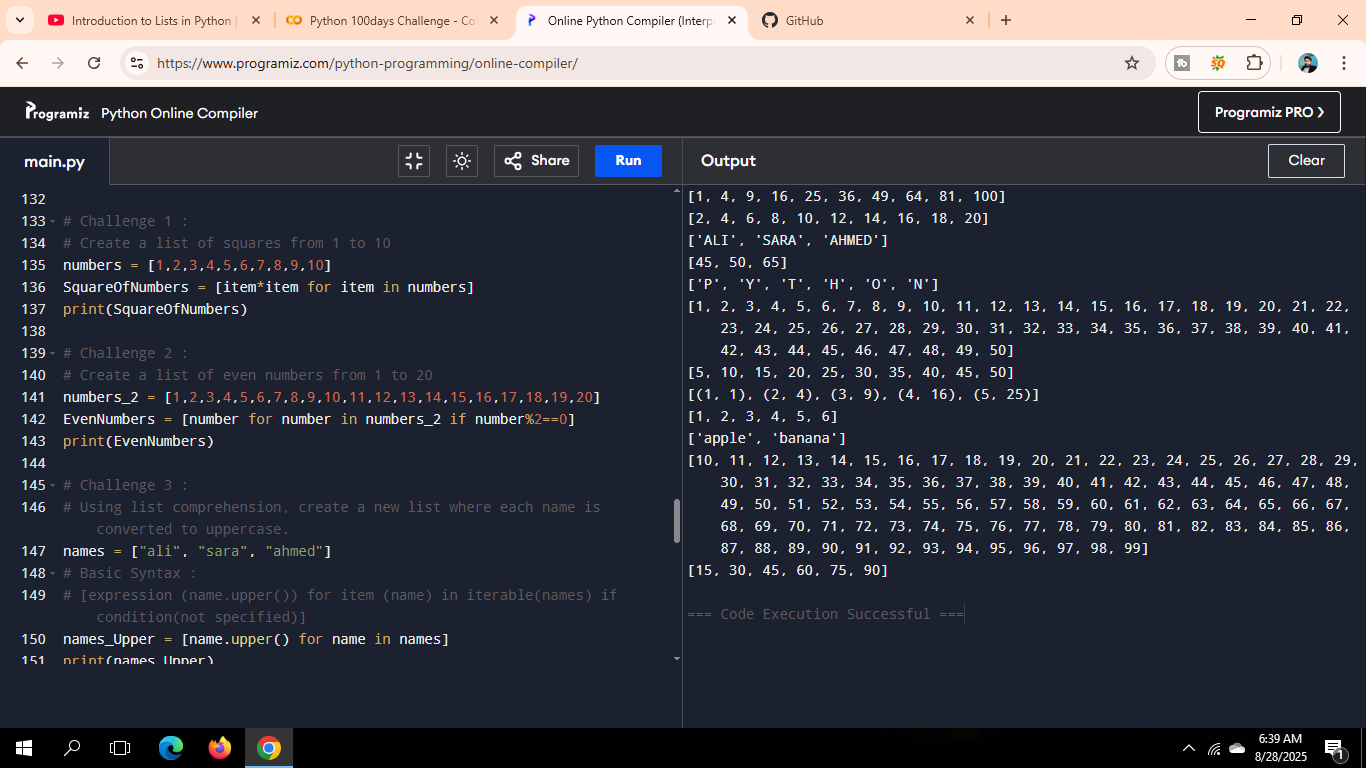 Introduction to Lists in Python |
Python 100days Challenge - Co
Online Python Compiler (Interp
GitHub
https://www.programiz.com/python-programming/online-compiler/
Programiz Python Online Compiler
Programiz PRO >
main.py
Share
Run
Output
Clear
132
133 # Challenge 1 :
134 # Create a list of squares from 1 to 10
135 numbers = [1,2,3,4,5,6,7,8,9,10]
136 SquareOfNumbers = [item*item for item in numbers]
137 print(SquareOfNumbers)
138
139 # Challenge 2 :
140 # Create a list of even numbers from 1 to 20
141 numbers_2 = [1,2,3,4,5,6,7,8,9,10,11,12,13,14,15,16,17,18,19,20]
142 EvenNumbers = [number for number in numbers_2 if number%2==0]
143 print(EvenNumbers)
144
145 # Challenge 3 :
146 # Using list comprehension, create a new list where each name is
converted to uppercase.
147 names = ["ali", "sara", "ahmed"]
148 # Basic Syntax :
149 # [expression (name.upper()) for item (name) in iterable(names) if
condition(not specified)]
150 names_Upper = [name.upper() for name in names]
151 print(names_Upper)
[1, 4, 9, 16, 25, 36, 49, 64, 81, 100]
[2, 4, 6, 8, 10, 12, 14, 16, 18, 20]
['ALI', 'SARA', 'AHMED']
[45, 50, 65]
['P', 'Y', 'T', 'H', 'O', 'N']
[1, 2, 3, 4, 5, 6, 7, 8, 9, 10, 11, 12, 13, 14, 15, 16, 17, 18, 19, 20, 21, 22,
23, 24, 25, 26, 27, 28, 29, 30, 31, 32, 33, 34, 35, 36, 37, 38, 39, 40, 41,
42, 43, 44, 45, 46, 47, 48, 49, 50]
[5, 10, 15, 20, 25, 30, 35, 40, 45, 50]
[(1, 1), (2, 4), (3, 9), (4, 16), (5, 25)]
[1, 2, 3, 4, 5, 6]
['apple', 'banana']
[10, 11, 12, 13, 14, 15, 16, 17, 18, 19, 20, 21, 22, 23, 24, 25, 26, 27, 28, 29,
30, 31, 32, 33, 34, 35, 36, 37, 38, 39, 40, 41, 42, 43, 44, 45, 46, 47, 48,
49, 50, 51, 52, 53, 54, 55, 56, 57, 58, 59, 60, 61, 62, 63, 64, 65, 66, 67,
68, 69, 70, 71, 72, 73, 74, 75, 76, 77, 78, 79, 80, 81, 82, 83, 84, 85, 86,
87, 88, 89, 90, 91, 92, 93, 94, 95, 96, 97, 98, 99]
[15, 30, 45, 60, 75, 90]
=== Code Execution Successful ===
6:39 AM
8/28/2025
1